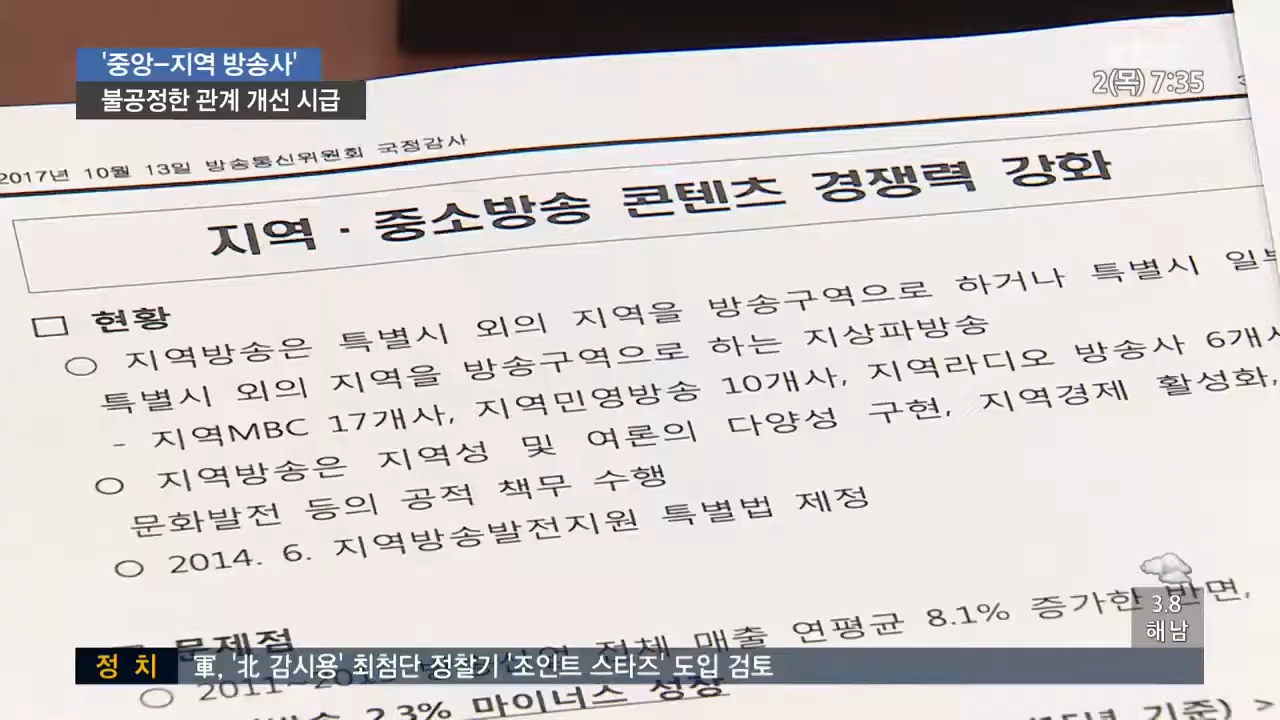 '중앙-지역 방송사'
불공정한 관계 개선 시급
2(목) 7:35
2017년 10월 13일 방송통신위원회 국정감사
지역·중소방송 콘텐츠 경쟁력 강화
□ 현황
○ 지역방송은 특별시 외의 지역을 방송구역으로 하거나 특별시 일부
특별시 외의 지역을 방송구역으로 하는 지상파방송
- 지역MBC 17개사, 지역민영방송 10개사, 지역라디오 방송사 6개사
○ 지역방송은 지역성 및 여론의 다양성 구현, 지역경제 활성화,
문화발전 등의 공적 책무 수행
○ 2014. 6. 지역방송발전지원 특별법 제정
문제점
○ 2011~ 전체 매출 연평균 8.1% 증가한 반면,
2.3% 마이너스 성장
기준) >
3.8
해남
정 치 軍, '北 감시용' 최첨단 정찰기 '조인트 스타즈' 도입 검토